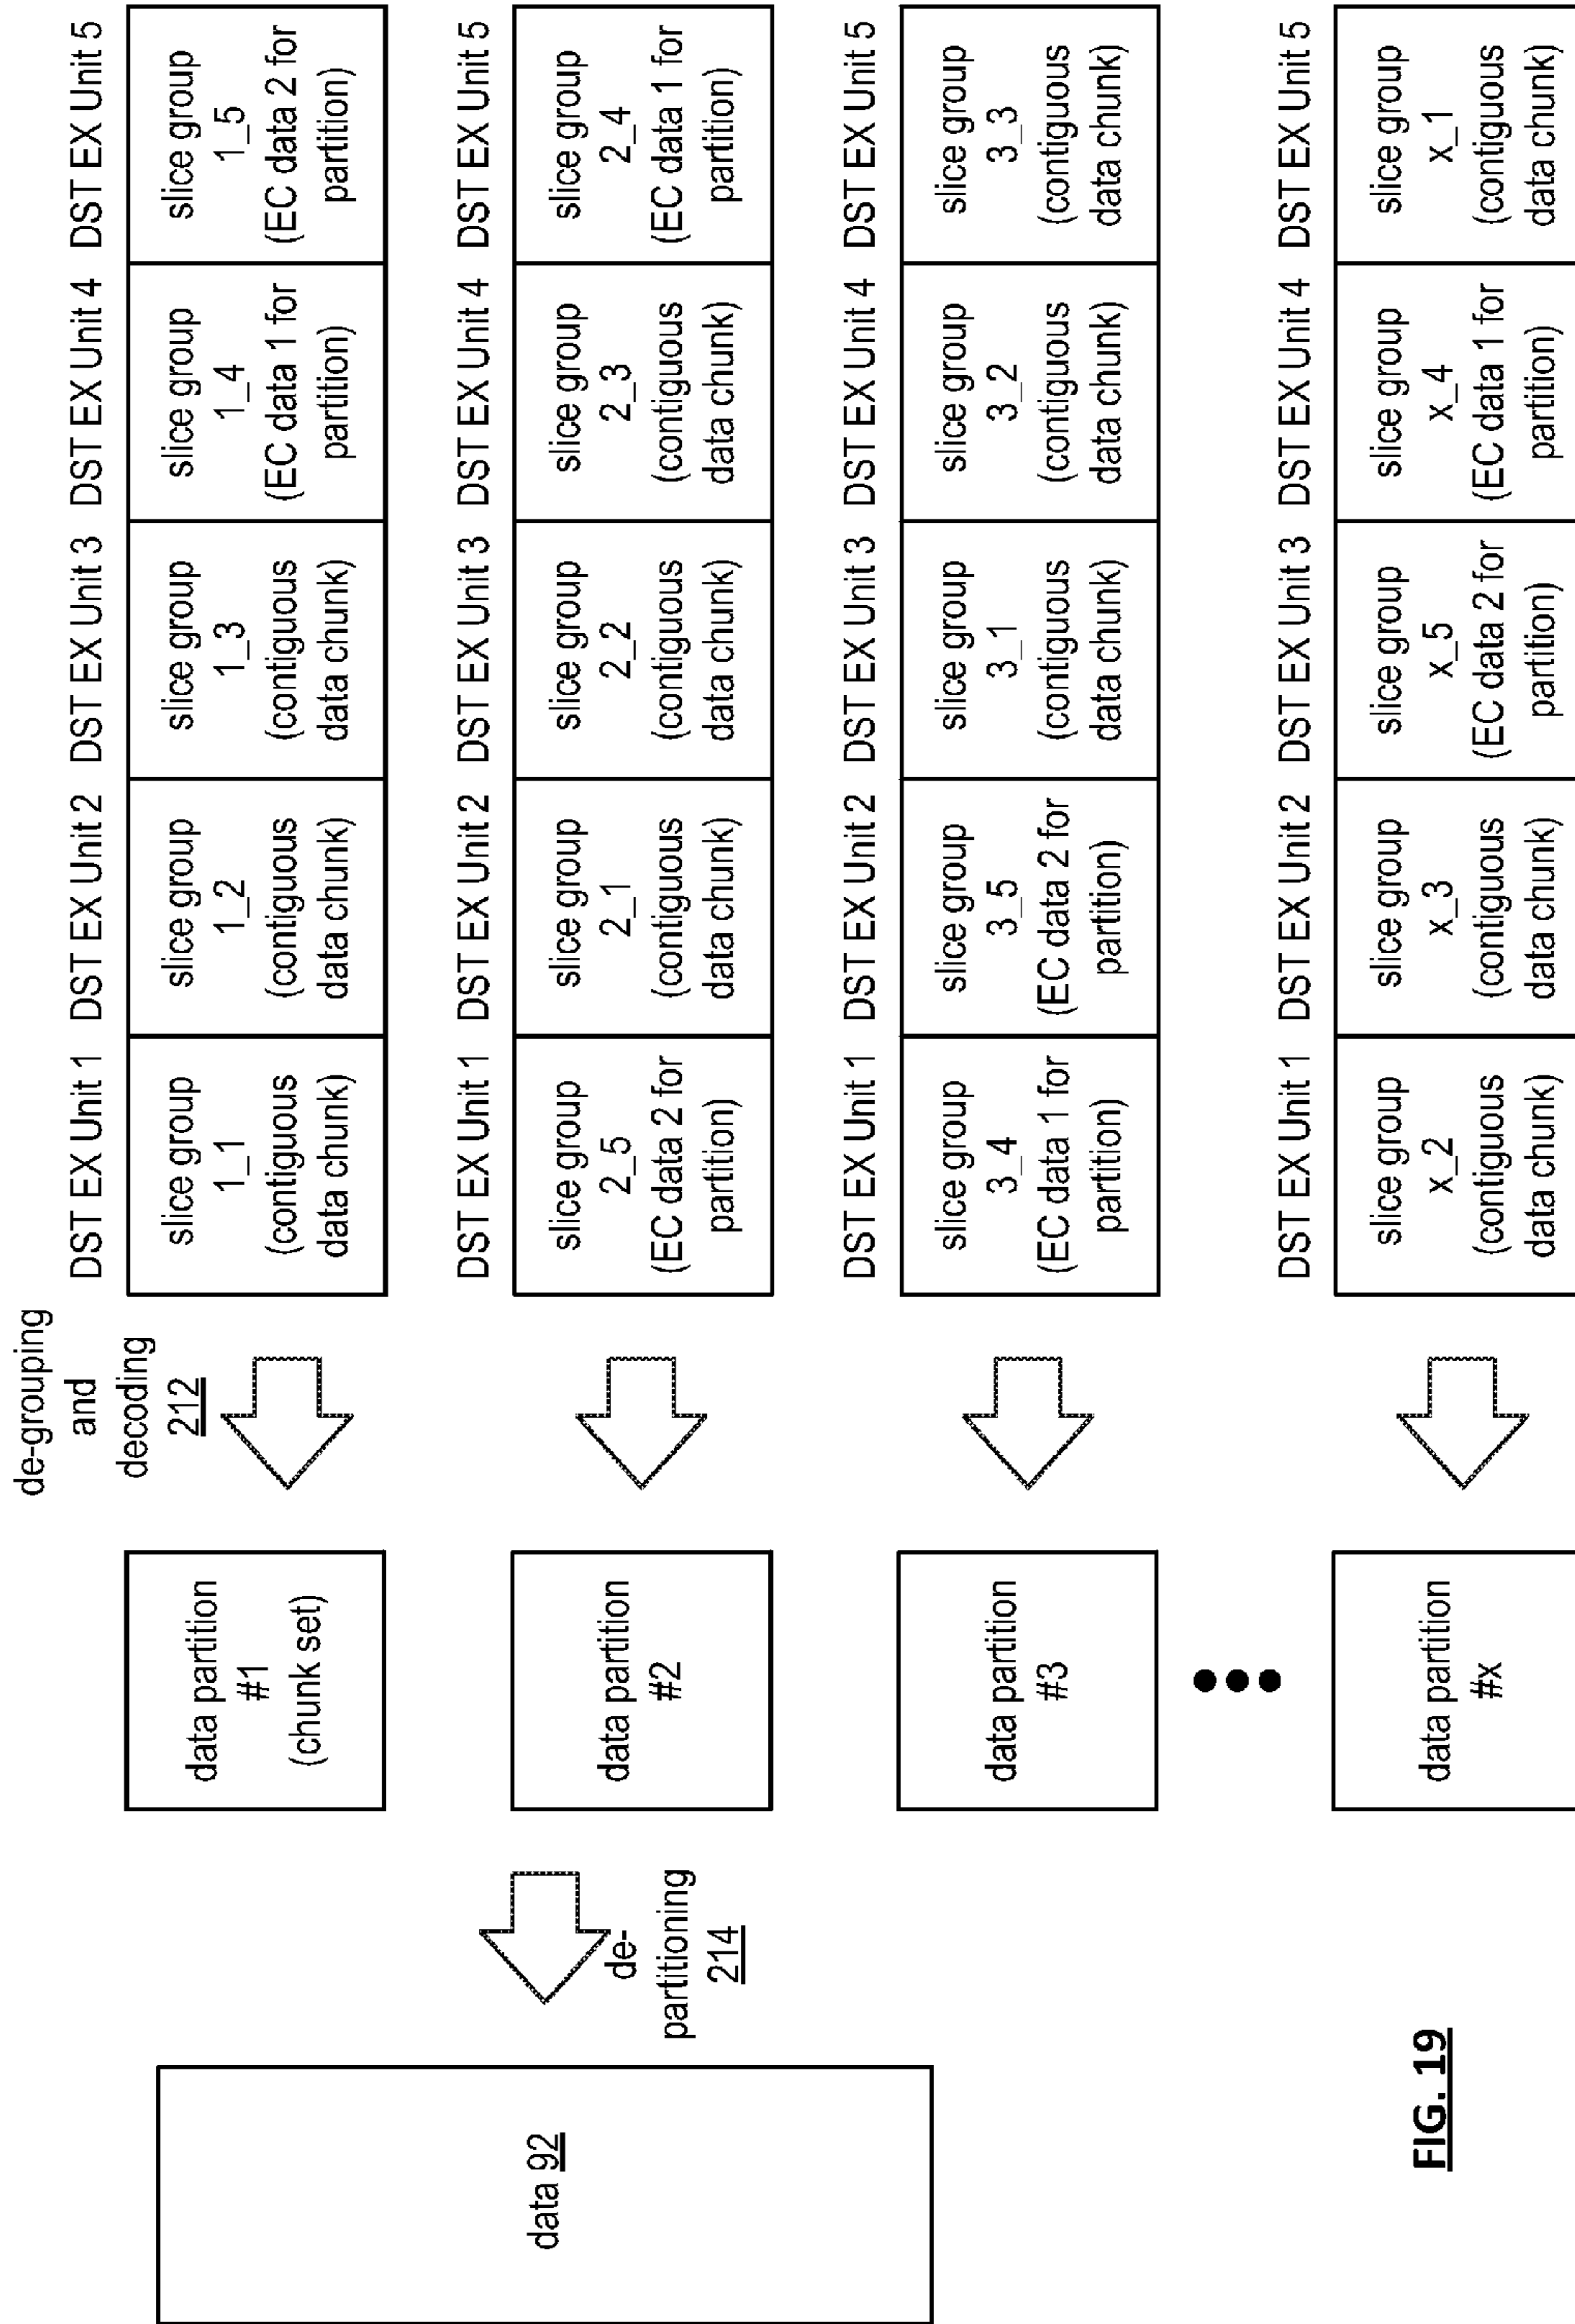 de-grouping
and
decoding
212
data 92
de-
partitioning
214
data partition
#1
(chunk set)
DST EX Unit 1
DST EX Unit 2
DST EX Unit 3
DST EX Unit 4
DST EX Unit 5
slice group
1_1
(contiguous
data chunk)
slice group
1_2
(contiguous
data chunk)
slice group
1_3
(contiguous
data chunk)
slice group
1_4
(EC data 1 for
partition)
slice group
1_5
(EC data 2 for
partition)
data partition
#2
DST EX Unit 1
DST EX Unit 2
DST EX Unit 3
DST EX Unit 4
DST EX Unit 5
slice group
2_5
(EC data 2 for
partition)
slice group
2_1
(contiguous
data chunk)
slice group
2_2
(contiguous
data chunk)
slice group
2_3
(contiguous
data chunk)
slice group
2_4
(EC data 1 for
partition)
data partition
#3
DST EX Unit 1
DST EX Unit 2
DST EX Unit 3
DST EX Unit 4
DST EX Unit 5
slice group
3_4
(EC data 1 for
partition)
slice group
3_5
(EC data 2 for
partition)
slice group
3_1
(contiguous
data chunk)
slice group
3_2
(contiguous
data chunk)
slice group
3_3
(contiguous
data chunk)
data partition
#x
DST EX Unit 1
DST EX Unit 2
DST EX Unit 3
DST EX Unit 4
DST EX Unit 5
slice group
x_2
(contiguous
data chunk)
slice group
x_3
(contiguous
data chunk)
slice group
x_5
(EC data 2 for
partition)
slice group
x_4
(EC data 1 for
partition)
slice group
x_1
(contiguous
data chunk)
FIG. 19